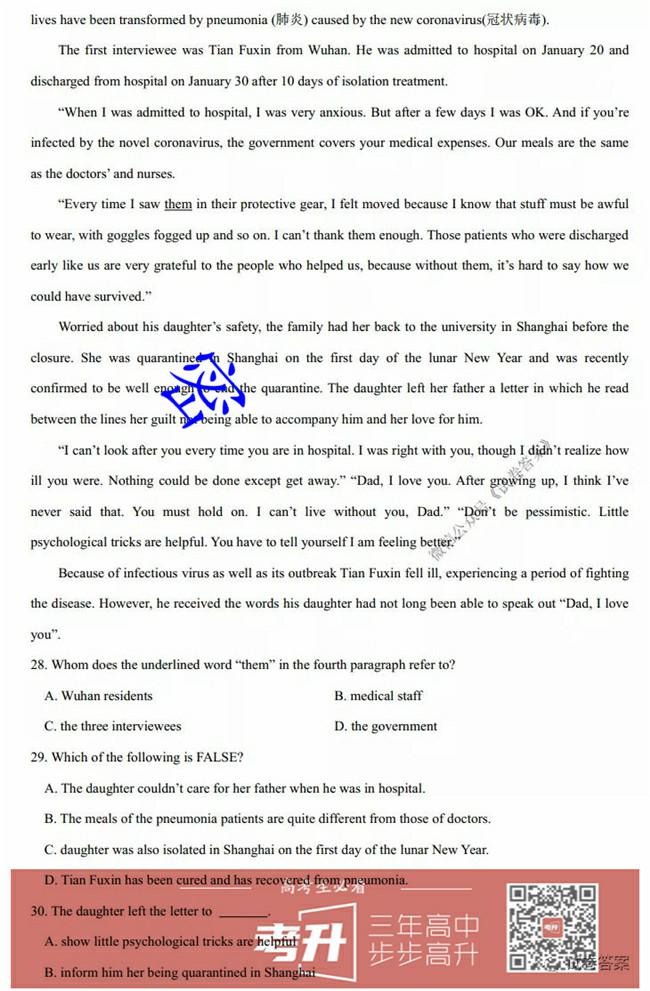 lives have been transformed by pneumonia (肺炎) caused by the new coronavirus(冠状病毒).
The first interviewee was Tian Fuxin from Wuhan. He was admitted to hospital on January 20 and
discharged from hospital on January 30 after 10 days of isolation treatment.
“When I was admitted to hospital, I was very anxious. But after a few days I was OK. And if you’re
infected by the novel coronavirus, the government covers your medical expenses. Our meals are the same
as the doctors’ and nurses.
“Every time I saw them in their protective gear, I felt moved because I know that stuff must be awful
to wear, with goggles fogged up and so on. I can’t thank them enough. Those patients who were discharged
early like us are very grateful to the people who helped us, because without them, it’s hard to say how we
could have survived.”
Worried about his daughter’s safety, the family had her back to the university in Shanghai before the
closure. She was quarantined in Shanghai on the first day of the lunar New Year and was recently
confirmed to be well enough to end the quarantine. The daughter left her father a letter in which he read
between the lines her guilt not being able to accompany him and her love for him.
密
“I can’t look after you every time you are in hospital. I was right with you, though I didn’t realize how
ill you were. Nothing could be done except get away.” “Dad, I love you. After growing up, I think I’ve
never said that. You must hold on. I can’t live without you, Dad.” “Don’t be pessimistic. Little
psychological tricks are helpful. You have to tell yourself I am feeling better.”
微信公众号《试卷答案》
Because of infectious virus as well as its outbreak Tian Fuxin fell ill, experiencing a period of fighting
the disease. However, he received the words his daughter had not long been able to speak out “Dad, I love
you”.
28. Whom does the underlined word “them” in the fourth paragraph refer to?
A. Wuhan residents B. medical staff
C. the three interviewees D. the government
29. Which of the following is FALSE?
A. The daughter couldn’t care for her father when he was in hospital.
B. The meals of the pneumonia patients are quite different from those of doctors.
C. daughter was also isolated in Shanghai on the first day of the lunar New Year.
D. Tian Fuxin has been cured and has recovered from pneumonia.
高考生必看
30. The daughter left the letter to ________.
A. show little psychological tricks are helpful
B. inform him her being quarantined in Shanghai
考升
三年高中
步步高升
考升
试卷答案